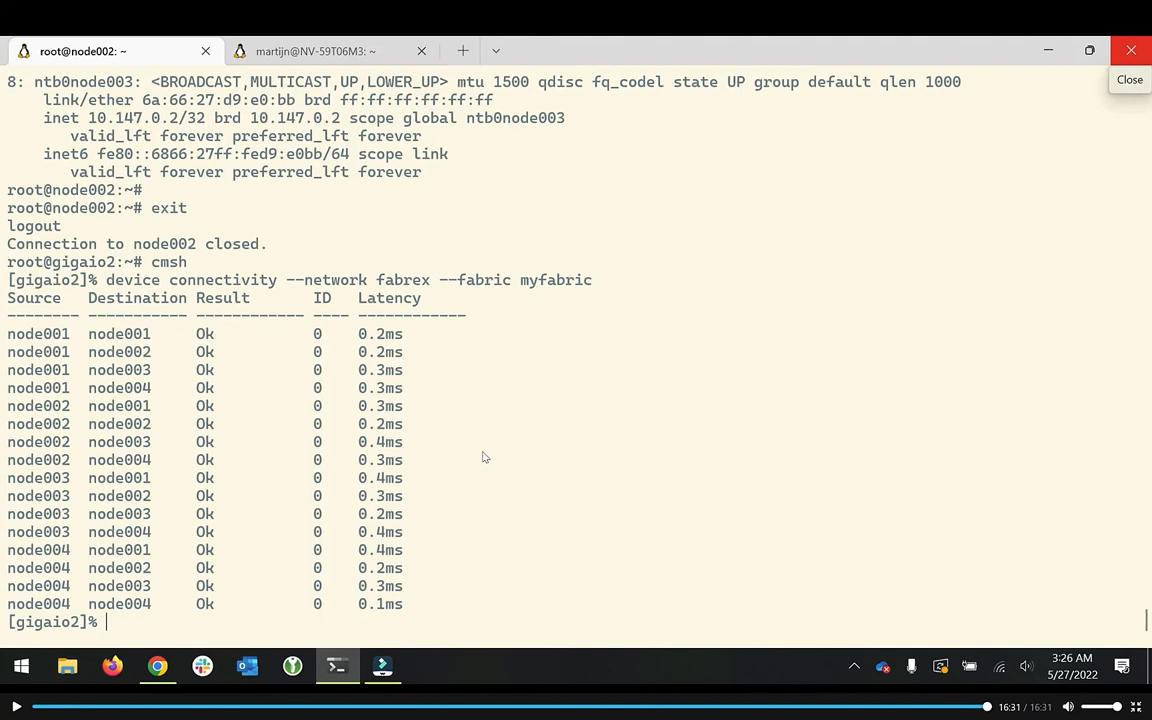 root@node002: ~
martijn@NV-59T06M3: ~
Close
8: ntb0node003: <BROADCAST,MULTICAST,UP,LOWER_UP> mtu 1500 qdisc fq_codel state UP group default qlen 1000
    link/ether 6a:66:27:d9:e0:bb brd ff:ff:ff:ff:ff:ff
    inet 10.147.0.2/32 brd 10.147.0.2 scope global ntb0node003
       valid_lft forever preferred_lft forever
    inet6 fe80::6866:27ff:fed9:e0bb/64 scope link
       valid_lft forever preferred_lft forever
root@node002:~#
root@node002:~# exit
logout
Connection to node002 closed.
root@gigaio2:~# cmsh
[gigaio2]% device connectivity --network fabrex --fabric myfabric
Source   Destination Result       ID   Latency
-------- ----------- ------------ ---- ------------
node001  node001     Ok           0    0.2ms
node001  node002     Ok           0    0.2ms
node001  node003     Ok           0    0.3ms
node001  node004     Ok           0    0.3ms
node002  node001     Ok           0    0.3ms
node002  node002     Ok           0    0.2ms
node002  node003     Ok           0    0.4ms
node002  node004     Ok           0    0.3ms
node003  node001     Ok           0    0.4ms
node003  node002     Ok           0    0.3ms
node003  node003     Ok           0    0.2ms
node003  node004     Ok           0    0.4ms
node004  node001     Ok           0    0.4ms
node004  node002     Ok           0    0.2ms
node004  node003     Ok           0    0.3ms
node004  node004     Ok           0    0.1ms
[gigaio2]%
3:26 AM
5/27/2022
16:31 / 16:31